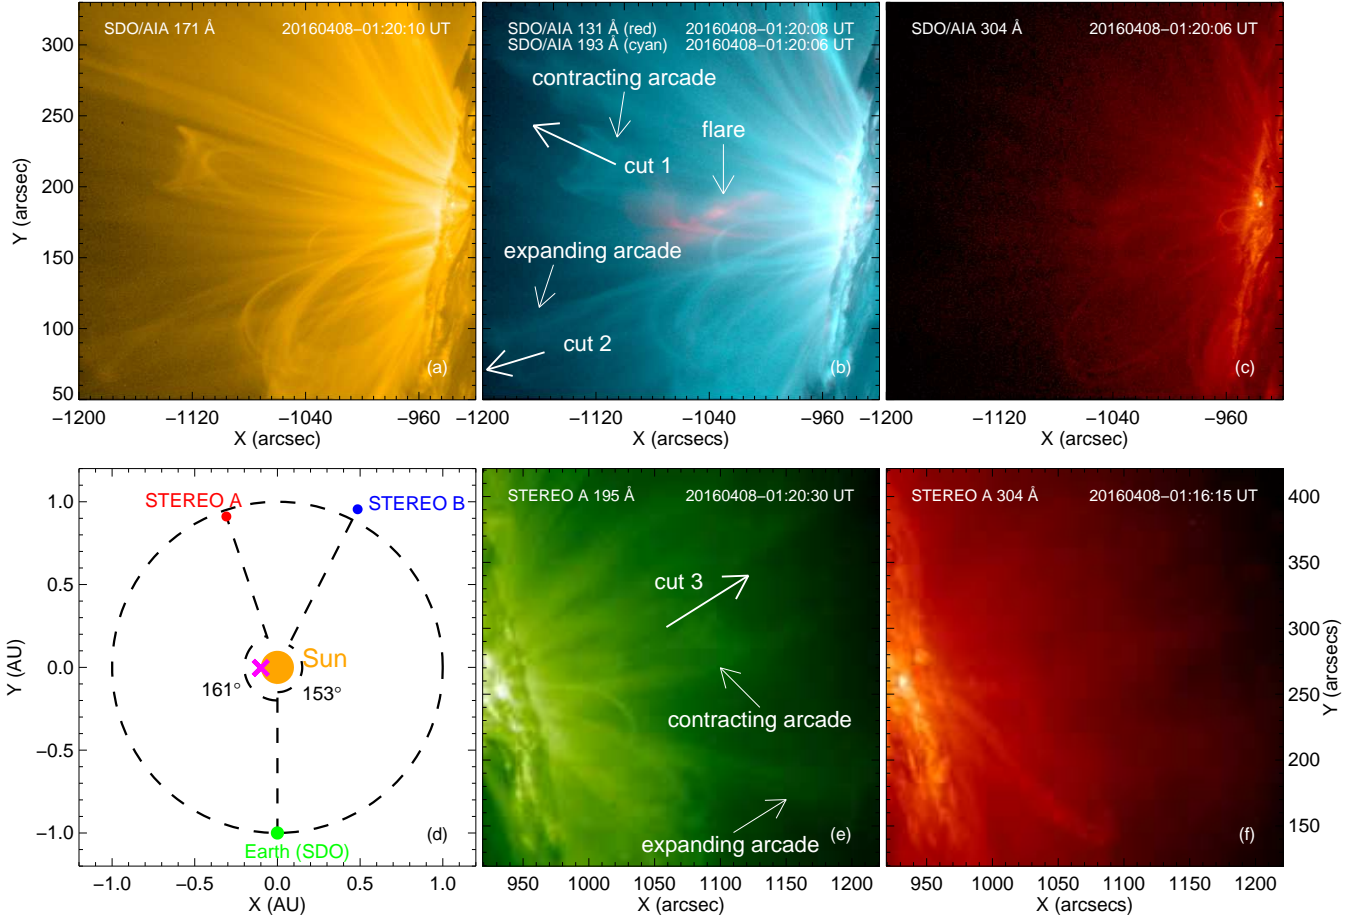 SDO/AIA 171 Å 20160408−01:20:10 UT
SDO/AIA 131 Å (red) 20160408−01:20:08 UT
SDO/AIA 193 Å (cyan) 20160408−01:20:06 UT
SDO/AIA 304 Å 20160408−01:20:06 UT
300
250
200
150
100
50
Y (arcsec)
contracting arcade
flare
cut 1
expanding arcade
cut 2
(a)
(b)
(c)
−1200 −1120 −1040 −960
−1200 −1120 −1040 −960
−1200 −1120 −1040 −960
X (arcsec)
X (arcsecs)
X (arcsec)
STEREO A
STEREO B
1.0
0.5
0.0
−0.5
−1.0
Y (AU)
Sun
161°
153°
Earth (SDO)
(d)
−1.0 −0.5 0.0 0.5 1.0
X (AU)
STEREO A 195 Å 20160408−01:20:30 UT
cut 3
contracting arcade
expanding arcade
(e)
950 1000 1050 1100 1150 1200
X (arcsec)
STEREO A 304 Å 20160408−01:16:15 UT
400
350
300
250
200
150
Y (arcsecs)
(f)
950 1000 1050 1100 1150 1200
X (arcsecs)